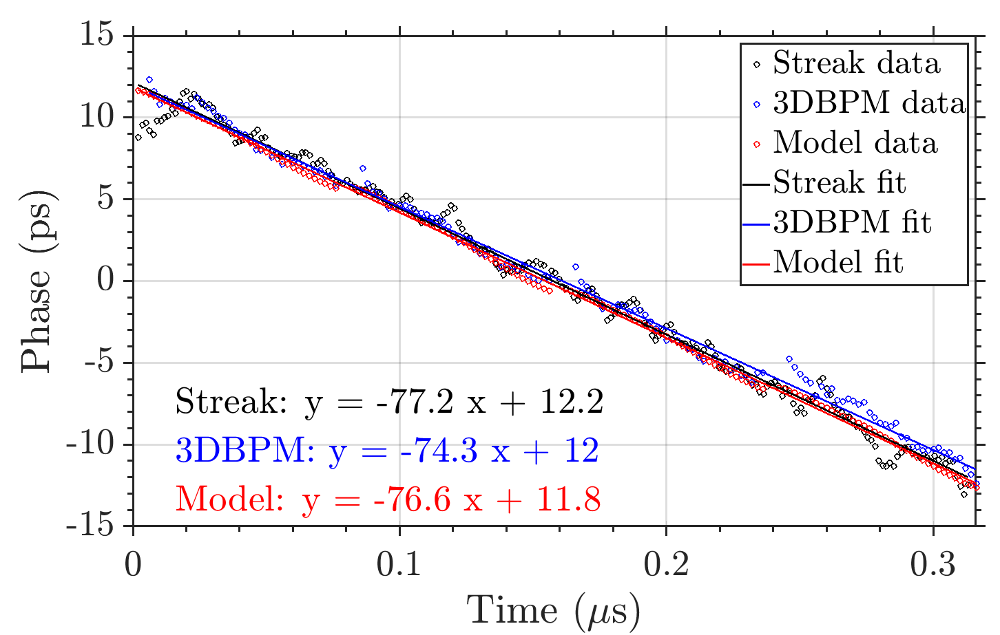 15
10
5
0
-5
-10
-15
Phase (ps)
Streak data
3DBPM data
Model data
Streak fit
3DBPM fit
Model fit
Streak: y = -77.2 x + 12.2
3DBPM: y = -74.3 x + 12
Model: y = -76.6 x + 11.8
0 0.1 0.2 0.3
Time (μs)